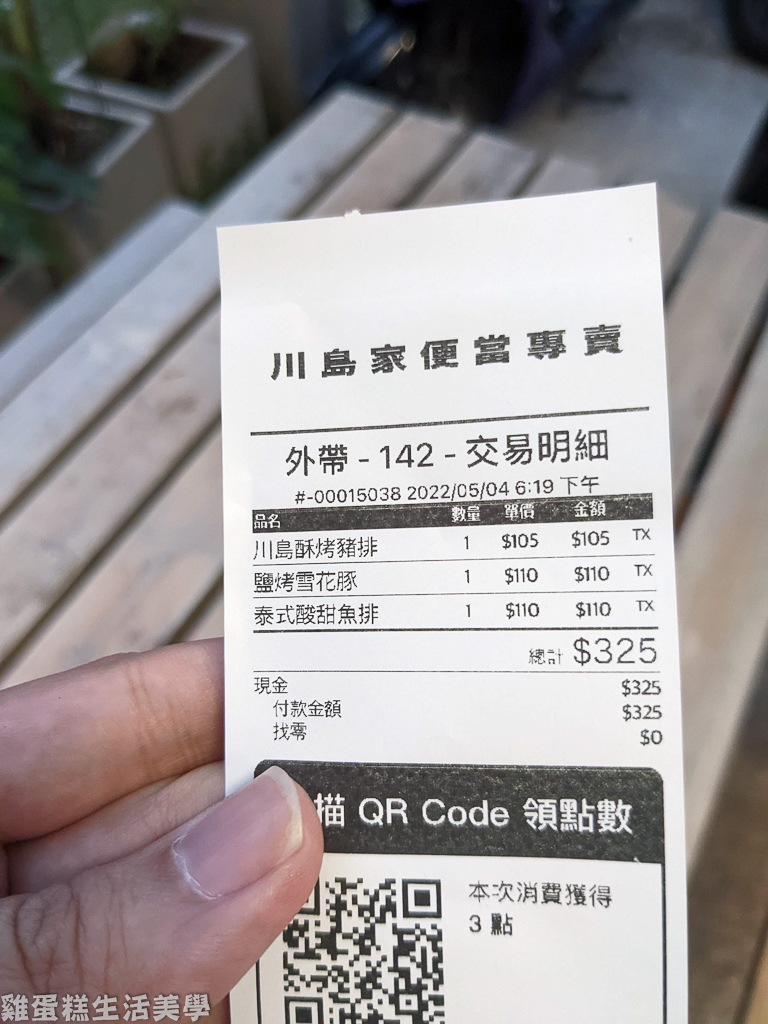 川島家便當專賣
外帶 - 142 - 交易明細
#-00015038 2022/05/04 6:19 下午
品名 數量 單價 金額
川島酥烤豬排 1 $105 $105 TX
鹽烤雪花豚 1 $110 $110 TX
泰式酸甜魚排 1 $110 $110 TX
總計 $325
現金 $325
付款金額 $325
找零 $0
描 QR Code 領點數
本次消費獲得
3 點
雞蛋糕生活美學